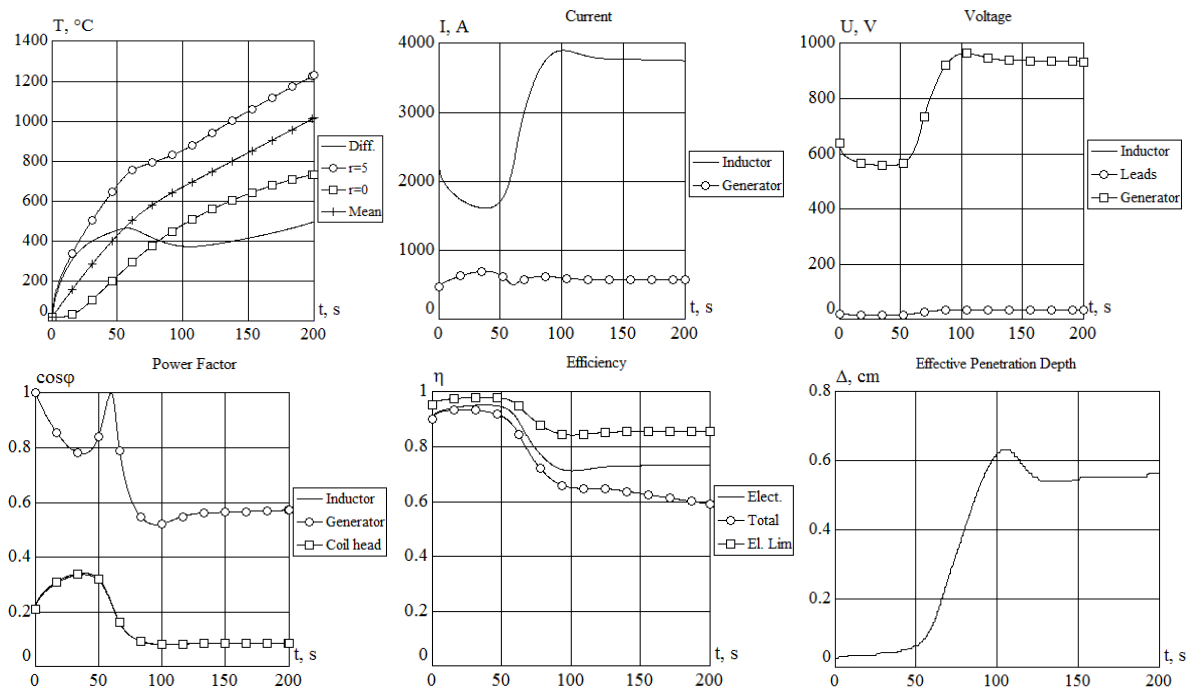 T, °C
1400
1200
1000
800
600
400
200
0
0
50
100
150
200
t, s
Diff.
r=5
r=0
Mean
Current
I, A
4000
3000
2000
1000
0
0
50
100
150
200
t, s
Inductor
Generator
Voltage
U, V
1000
800
600
400
200
0
0
50
100
150
200
t, s
Inductor
Leads
Generator
Power Factor
cosφ
1
0.8
0.6
0.4
0.2
0
0
50
100
150
200
t, s
Inductor
Generator
Coil head
Efficiency
η
1
0.8
0.6
0.4
0.2
0
0
50
100
150
200
t, s
Elect.
Total
El. Lim
Effective Penetration Depth
Δ, cm
0.8
0.6
0.4
0.2
0
0
50
100
150
200
t, s